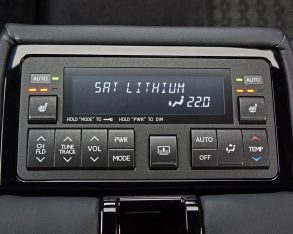 AUTO
AUTO
SAT LITHIUM
22.0
HOLD "MODE" TO
HOLD "PWR" TO DIM
CH
FLD
TUNE
TRACK
VOL
PWR
MODE
AUTO
OFF
TEMP